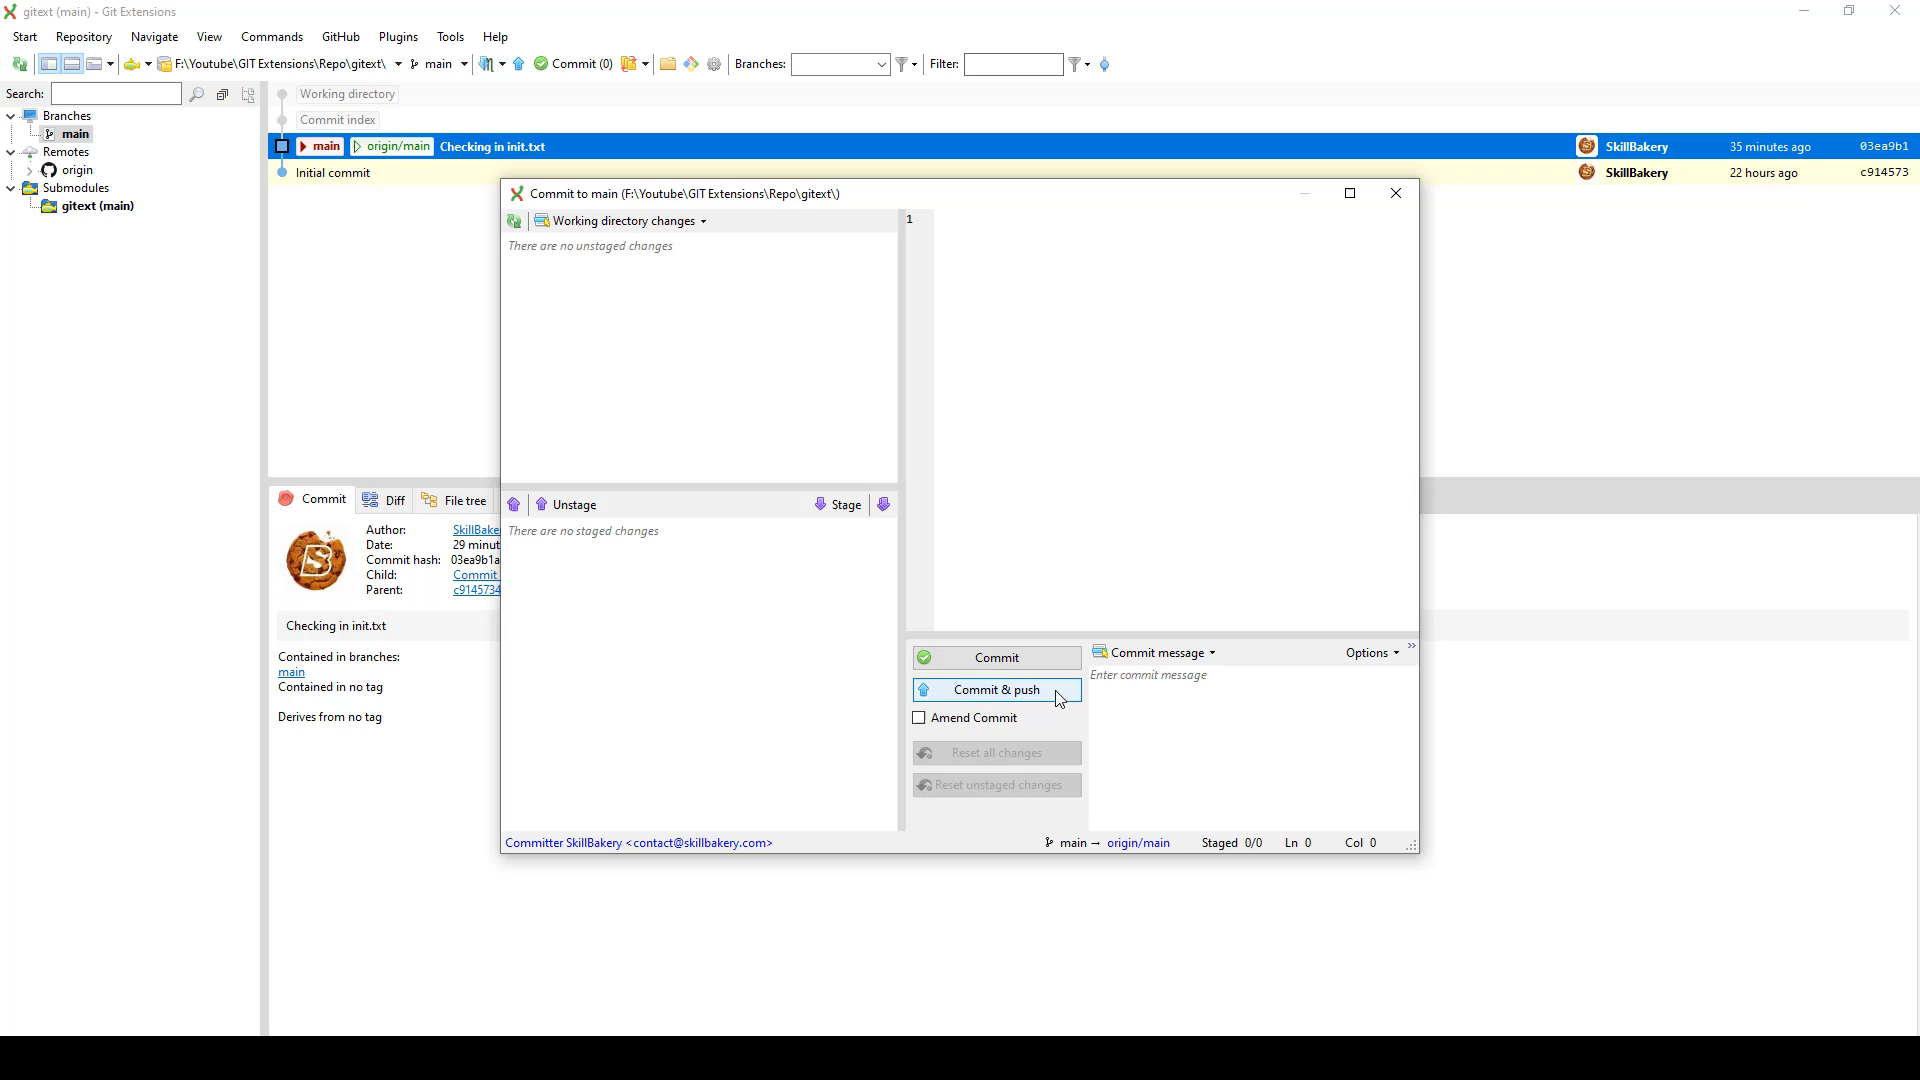 gitext (main) - Git Extensions
Start Repository Navigate View Commands GitHub Plugins Tools Help
F:\Youtube\GIT Extensions\Repo\gitext\ main Commit (0) Branches: Filter:
Search:
Branches
main
Remotes
origin
Submodules
gitext (main)
Working directory
Commit index
main origin/main Checking in init.txt SkillBakery 35 minutes ago 03ea9b1
Initial commit SkillBakery 22 hours ago c914573
Commit to main (F:\Youtube\GIT Extensions\Repo\gitext\)
Working directory changes
There are no unstaged changes
1
Unstage Stage
There are no staged changes
Commit
Commit & push
Amend Commit
Reset all changes
Reset unstaged changes
Commit message Options »
Enter commit message
Committer SkillBakery <contact@skillbakery.com> main → origin/main Staged 0/0 Ln 0 Col 0
Commit Diff File tree
Author: SkillBake
Date: 29 minut
Commit hash: 03ea9b1a
Child: Commit
Parent: c9145734
Checking in init.txt
Contained in branches:
main
Contained in no tag
Derives from no tag